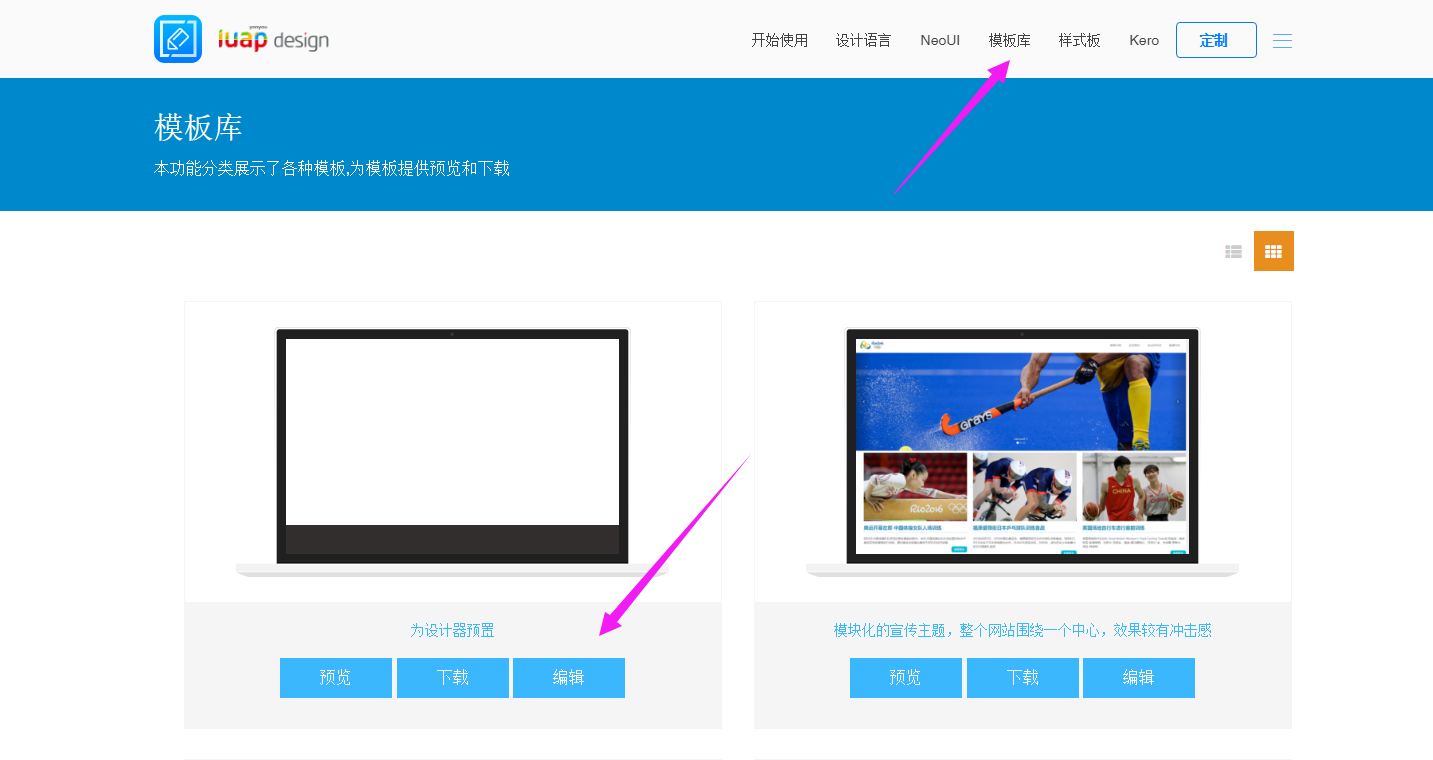 yonyou
iuap design
开始使用 设计语言 NeoUI 模板库 样式板 Kero 定制
模板库
本功能分类展示了各种模板,为模板提供预览和下载
GRAYS
CHINA
Rio2016
为设计器预置
预览 下载 编辑
模块化的宣传主题，整个网站围绕一个中心，效果较有冲击感
预览 下载 编辑